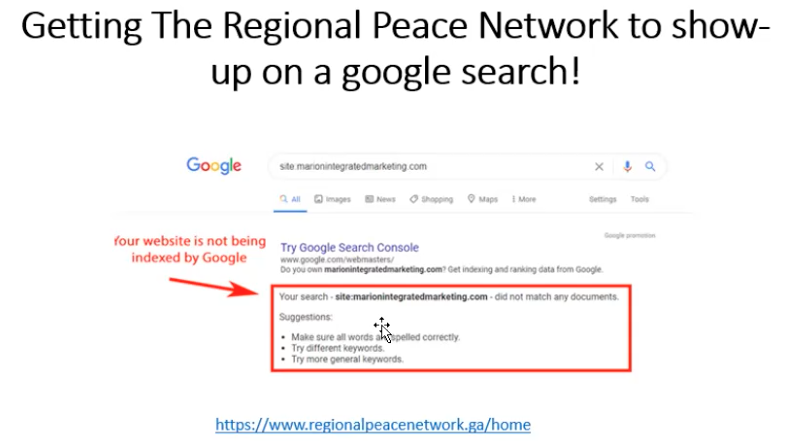 Getting The Regional Peace Network to show-
up on a google search!
Google
site:marionintegratedmarketing.com
All Images News Shopping Maps More Settings Tools
Google promotion
Your website is not being
indexed by Google
Try Google Search Console
www.google.com/webmasters/
Do you own marionintegratedmarketing.com? Get indexing and ranking data from Google.
Your search - site:marionintegratedmarketing.com - did not match any documents.
Suggestions:
• Make sure all words are spelled correctly.
• Try different keywords.
• Try more general keywords.
https://www.regionalpeacenetwork.ga/home